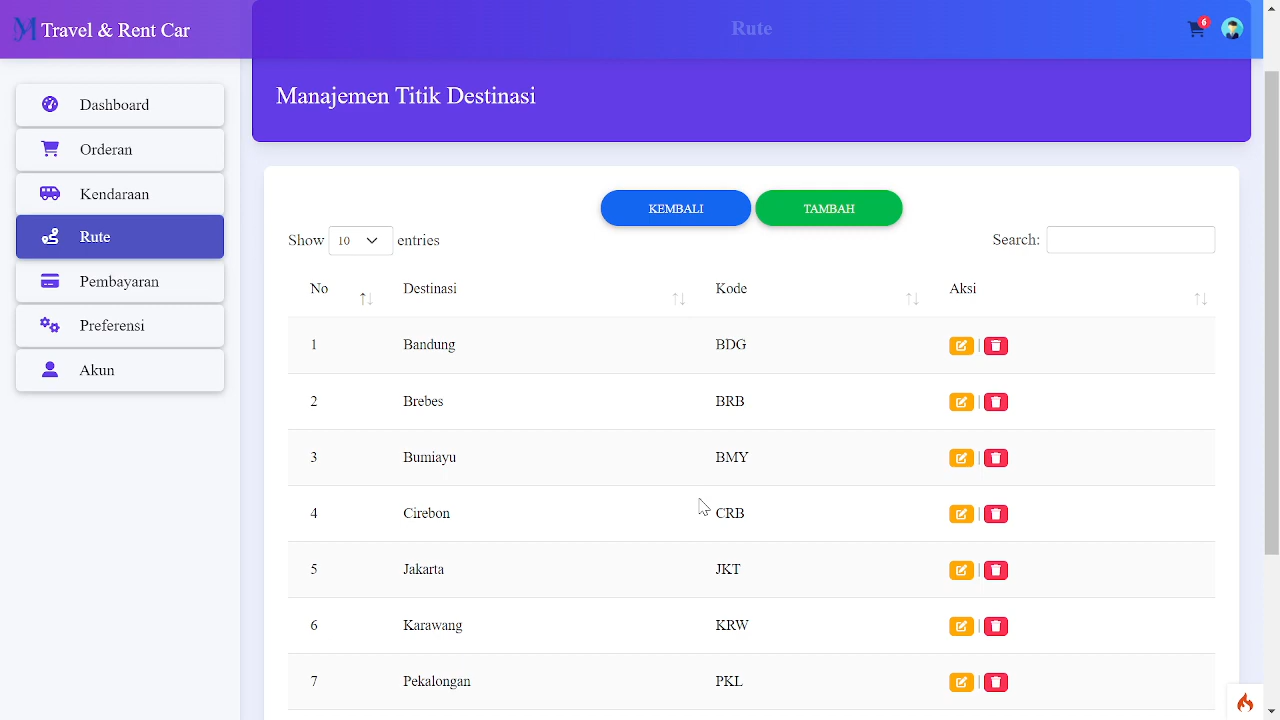 M Travel & Rent Car
Rute
6
Dashboard
Orderan
Kendaraan
Rute
Pembayaran
Preferensi
Akun
Manajemen Titik Destinasi
KEMBALI TAMBAH
Show 10 entries Search:
No Destinasi Kode Aksi
1 Bandung BDG |
2 Brebes BRB |
3 Bumiayu BMY |
4 Cirebon CRB |
5 Jakarta JKT |
6 Karawang KRW |
7 Pekalongan PKL |